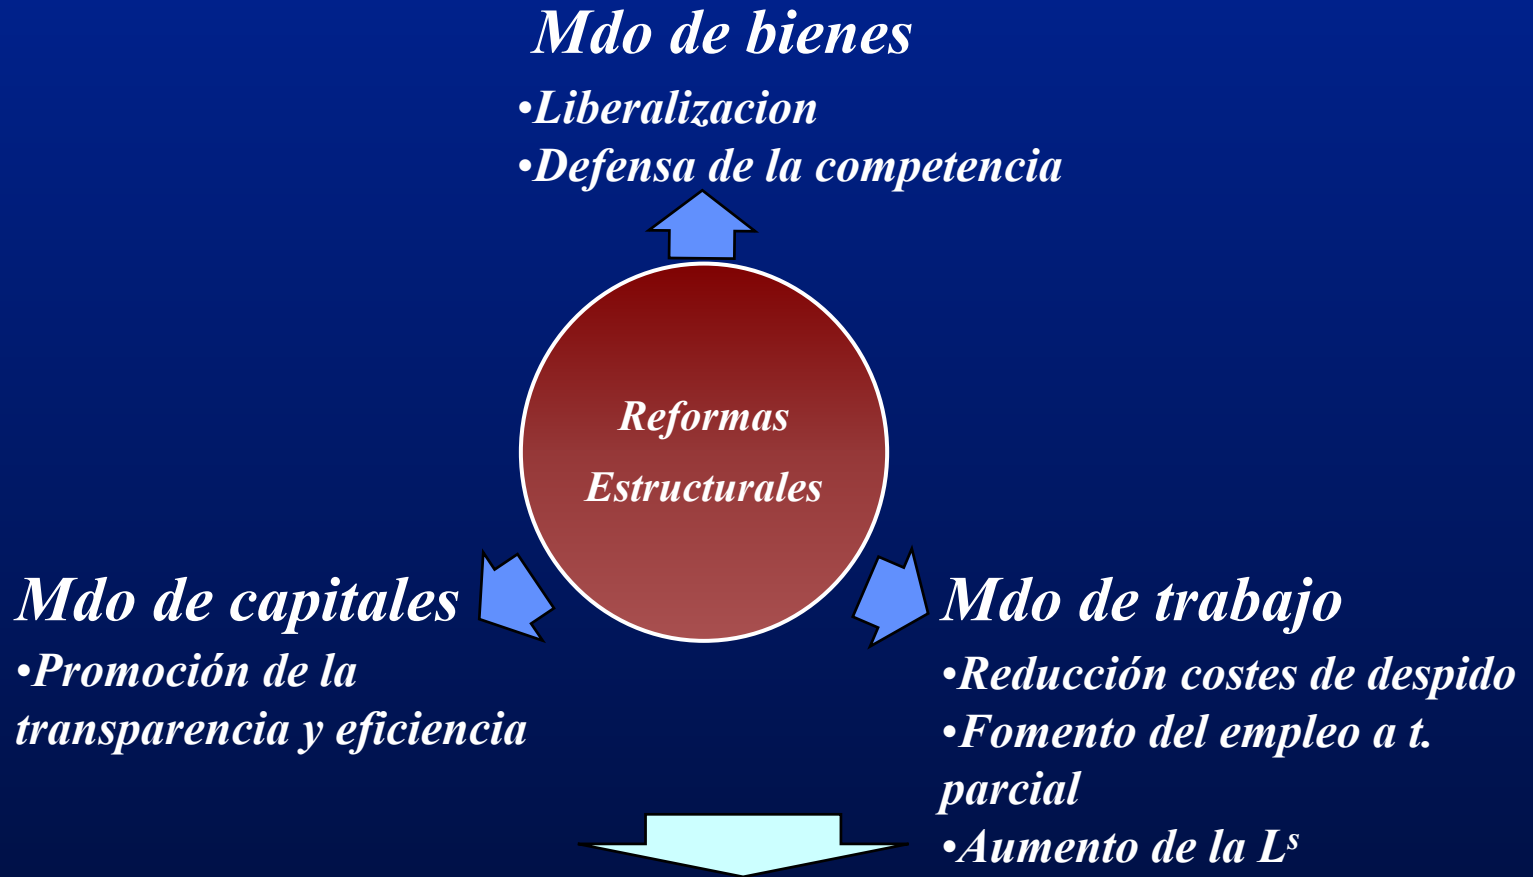 Mdo de bienes
•Liberalizacion
•Defensa de la competencia
Reformas
Estructurales
Mdo de capitales
•Promoción de la
transparencia y eficiencia
Mdo de trabajo
•Reducción costes de despido
•Fomento del empleo a t.
parcial
•Aumento de la Lˢ